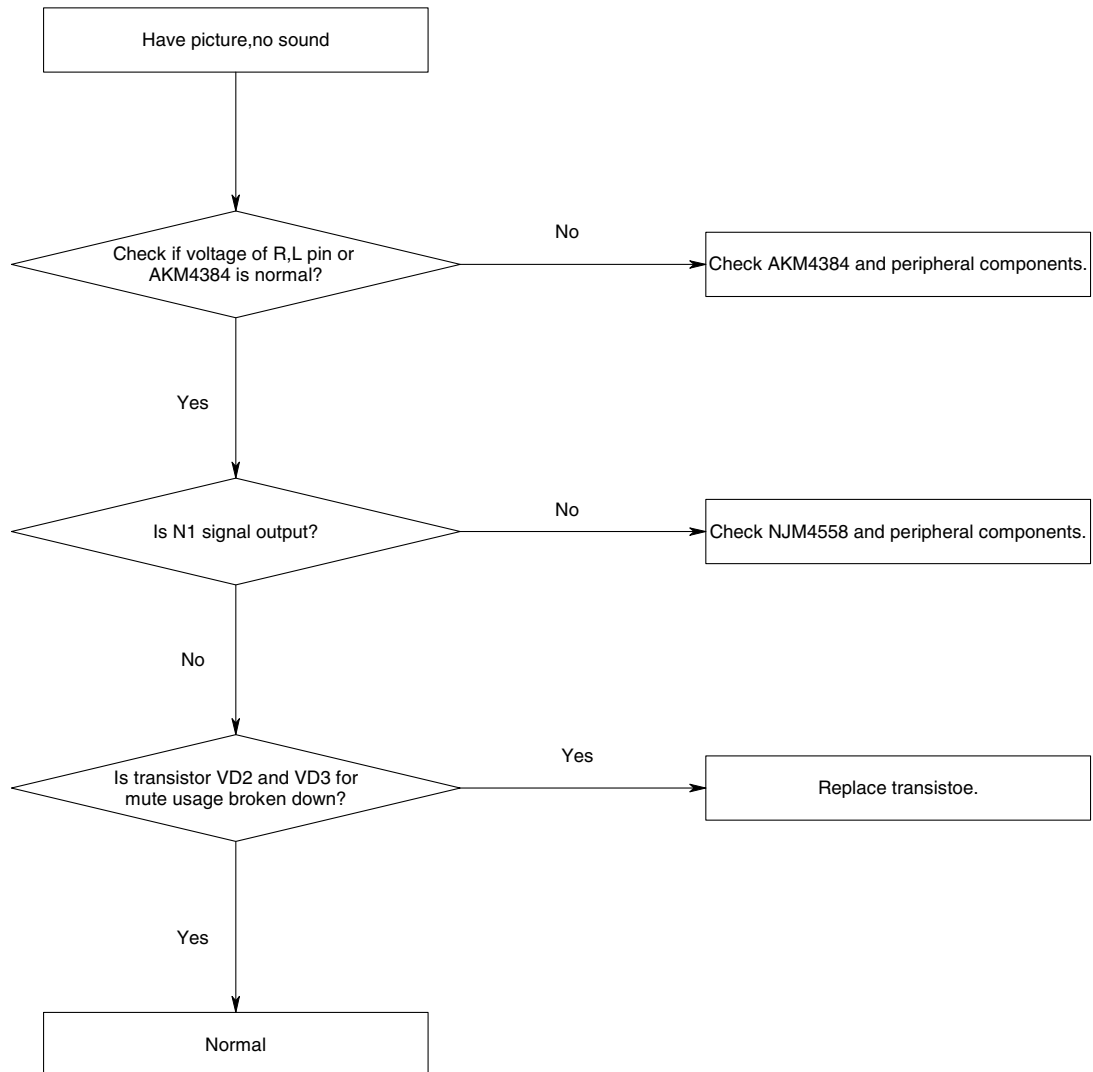 Have picture,no sound
Check if voltage of R,L pin or
AKM4384 is normal?
No
Check AKM4384 and peripheral components.
Yes
Is N1 signal output?
No
Check NJM4558 and peripheral components.
No
Is transistor VD2 and VD3 for
mute usage broken down?
Yes
Replace transistoe.
Yes
Normal